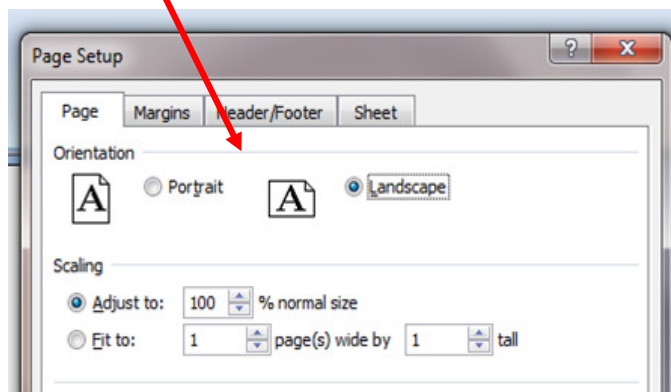 Page Setup
Page Margins Header/Footer Sheet
Orientation
A Portrait A Landscape
Scaling
Adjust to: 100 % normal size
Fit to: 1 page(s) wide by 1 tall